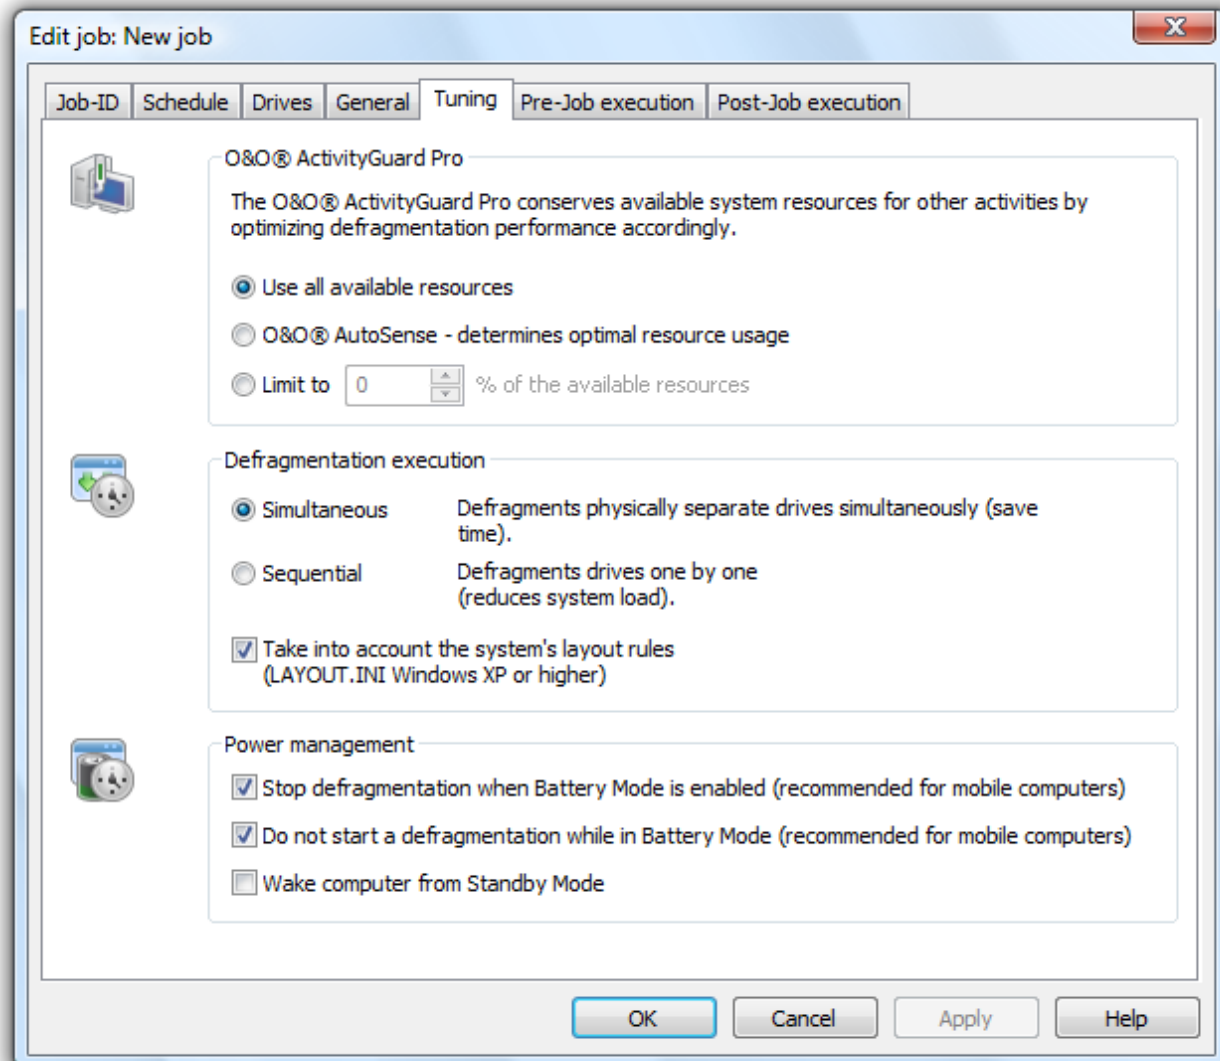 Edit job: New job
X
Job-ID
Schedule
Drives
General
Tuning
Pre-Job execution
Post-Job execution
O&O® ActivityGuard Pro
The O&O® ActivityGuard Pro conserves available system resources for other activities by
optimizing defragmentation performance accordingly.
Use all available resources
O&O® AutoSense - determines optimal resource usage
Limit to 0 % of the available resources
Defragmentation execution
Simultaneous
Defragments physically separate drives simultaneously (save
time).
Sequential
Defragments drives one by one
(reduces system load).
Take into account the system's layout rules
(LAYOUT.INI Windows XP or higher)
Power management
Stop defragmentation when Battery Mode is enabled (recommended for mobile computers)
Do not start a defragmentation while in Battery Mode (recommended for mobile computers)
Wake computer from Standby Mode
OK
Cancel
Apply
Help